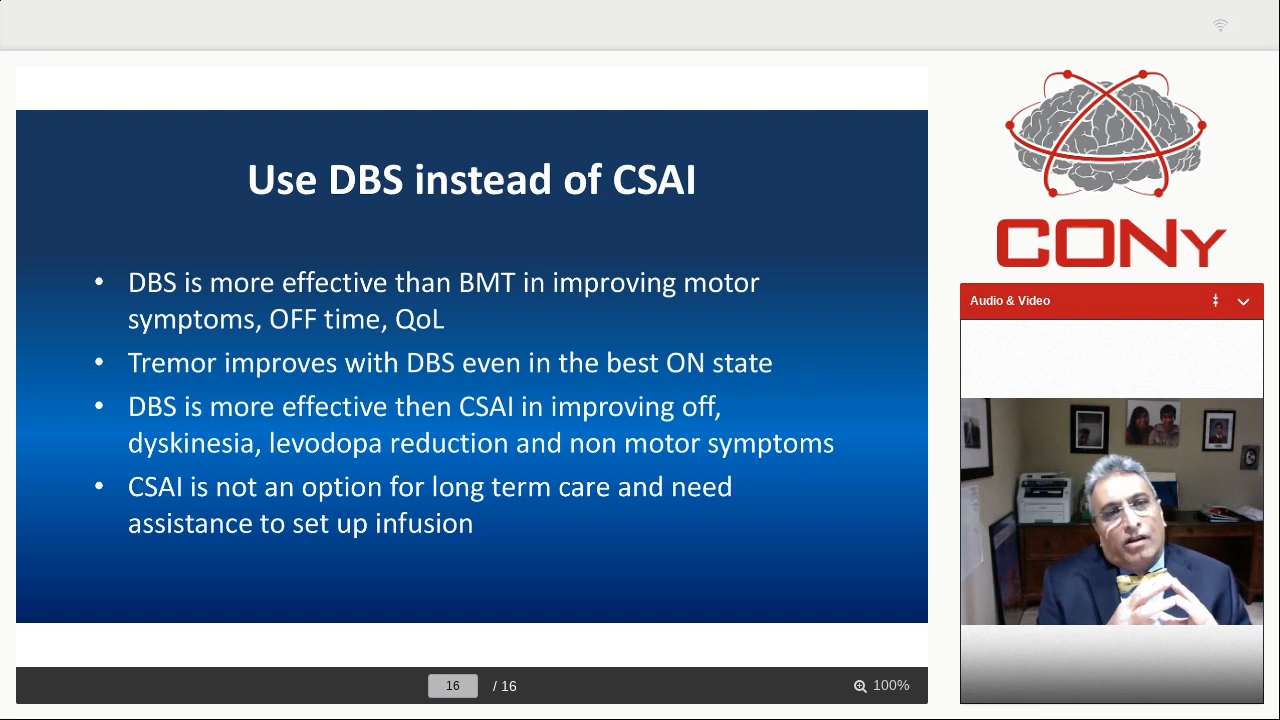 Use DBS instead of CSAI
• DBS is more effective than BMT in improving motor
symptoms, OFF time, QoL
• Tremor improves with DBS even in the best ON state
• DBS is more effective then CSAI in improving off,
dyskinesia, levodopa reduction and non motor symptoms
• CSAI is not an option for long term care and need
assistance to set up infusion
16 / 16
100%
CONy
Audio & Video